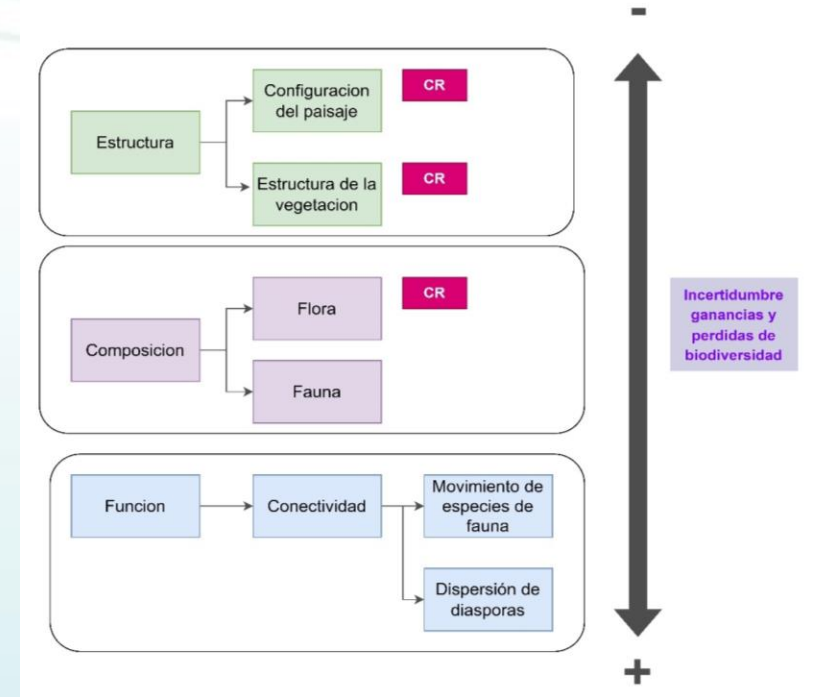 -
Configuracion
del paisaje
CR
Estructura
Estructura de la
vegetacion
CR
Flora
CR
Composicion
Fauna
Incertidumbre
ganancias y
perdidas de
biodiversidad
Funcion
Conectividad
Movimiento de
especies de
fauna
Dispersión de
diasporas
+